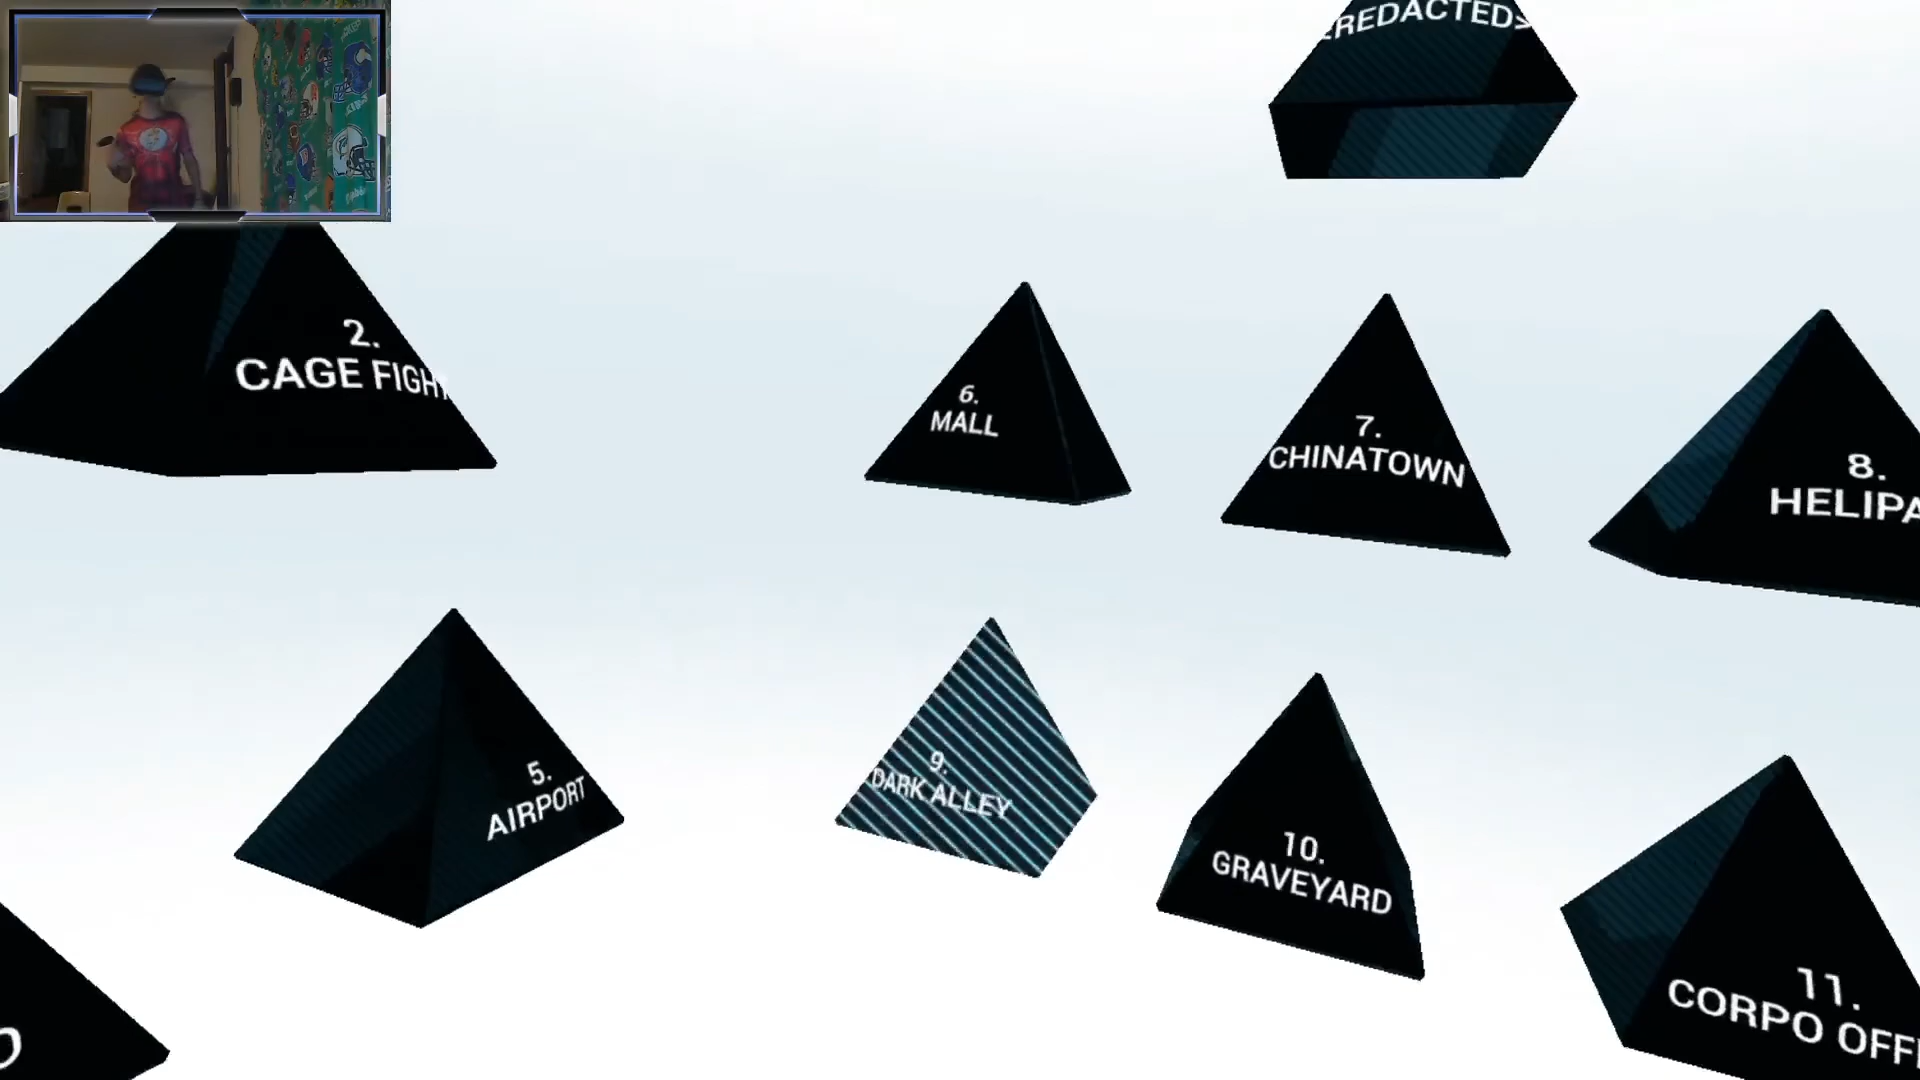 <REDACTED>
2.
CAGE FIGH
6.
MALL
7.
CHINATOWN
8.
HELIPA
5.
AIRPORT
9.
DARK ALLEY
10.
GRAVEYARD
11.
CORPO OFFI
O